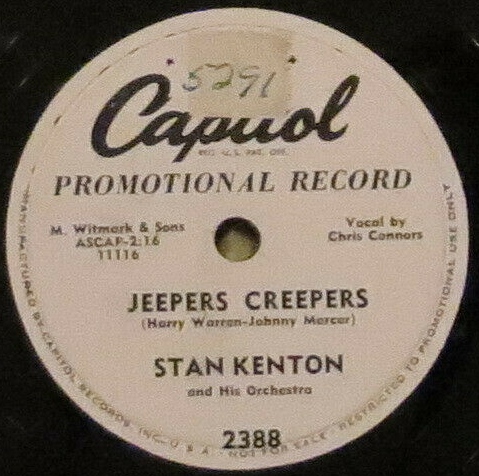 5291
Capitol
REG. U.S. PAT. OFF.
PROMOTIONAL RECORD
M. Witmark & Sons
ASCAP-2:16
11116
Vocal by
Chris Connors
JEEPERS CREEPERS
(Harry Warren-Johnny Mercer)
STAN KENTON
and His Orchestra
2388
MANUFACTURED BY CAPITOL RECORDS, INC., U.S.A. NOT FOR SALE RESTRICTED TO PROMOTIONAL USE ONLY